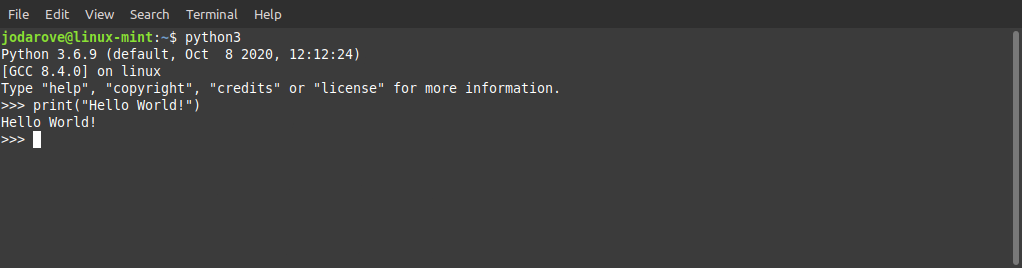 File Edit View Search Terminal Help
jodarove@linux-mint:~$ python3
Python 3.6.9 (default, Oct  8 2020, 12:12:24)
[GCC 8.4.0] on linux
Type "help", "copyright", "credits" or "license" for more information.
>>> print("Hello World!")
Hello World!
>>>